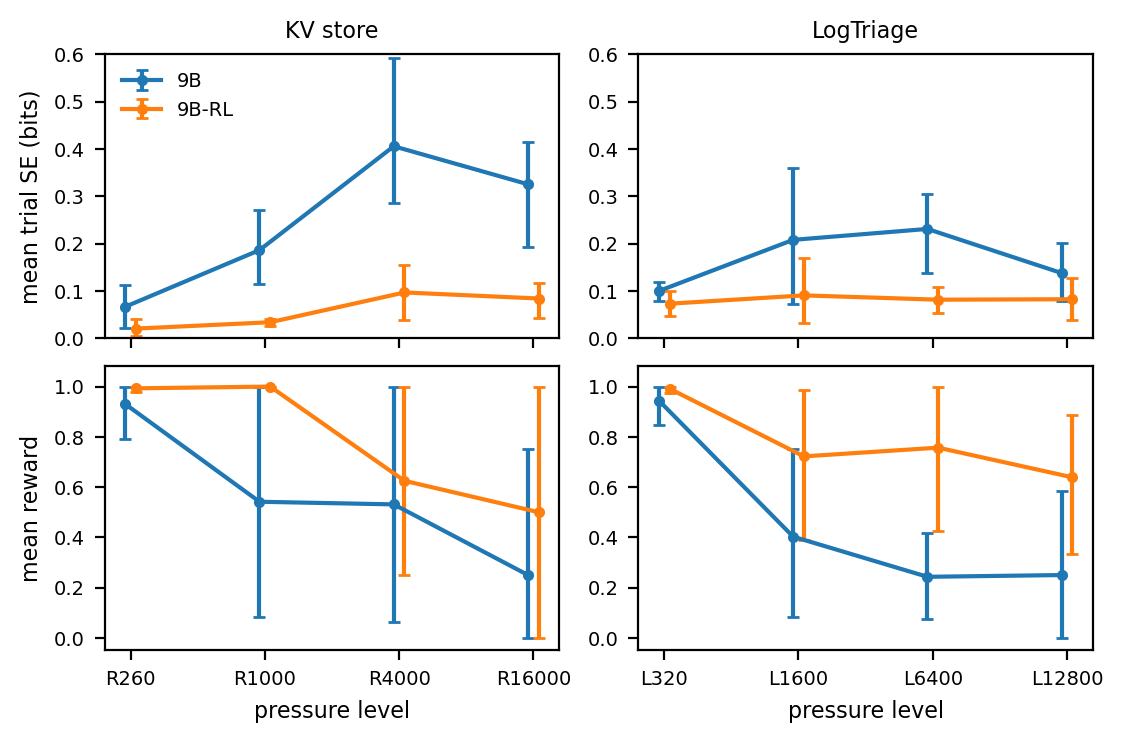 KV store
LogTriage
mean trial SE (bits)
0.6
0.5
0.4
0.3
0.2
0.1
0.0
9B
9B-RL
0.6
0.5
0.4
0.3
0.2
0.1
0.0
mean reward
1.0
0.8
0.6
0.4
0.2
0.0
1.0
0.8
0.6
0.4
0.2
0.0
R260 R1000 R4000 R16000
L320 L1600 L6400 L12800
pressure level
pressure level